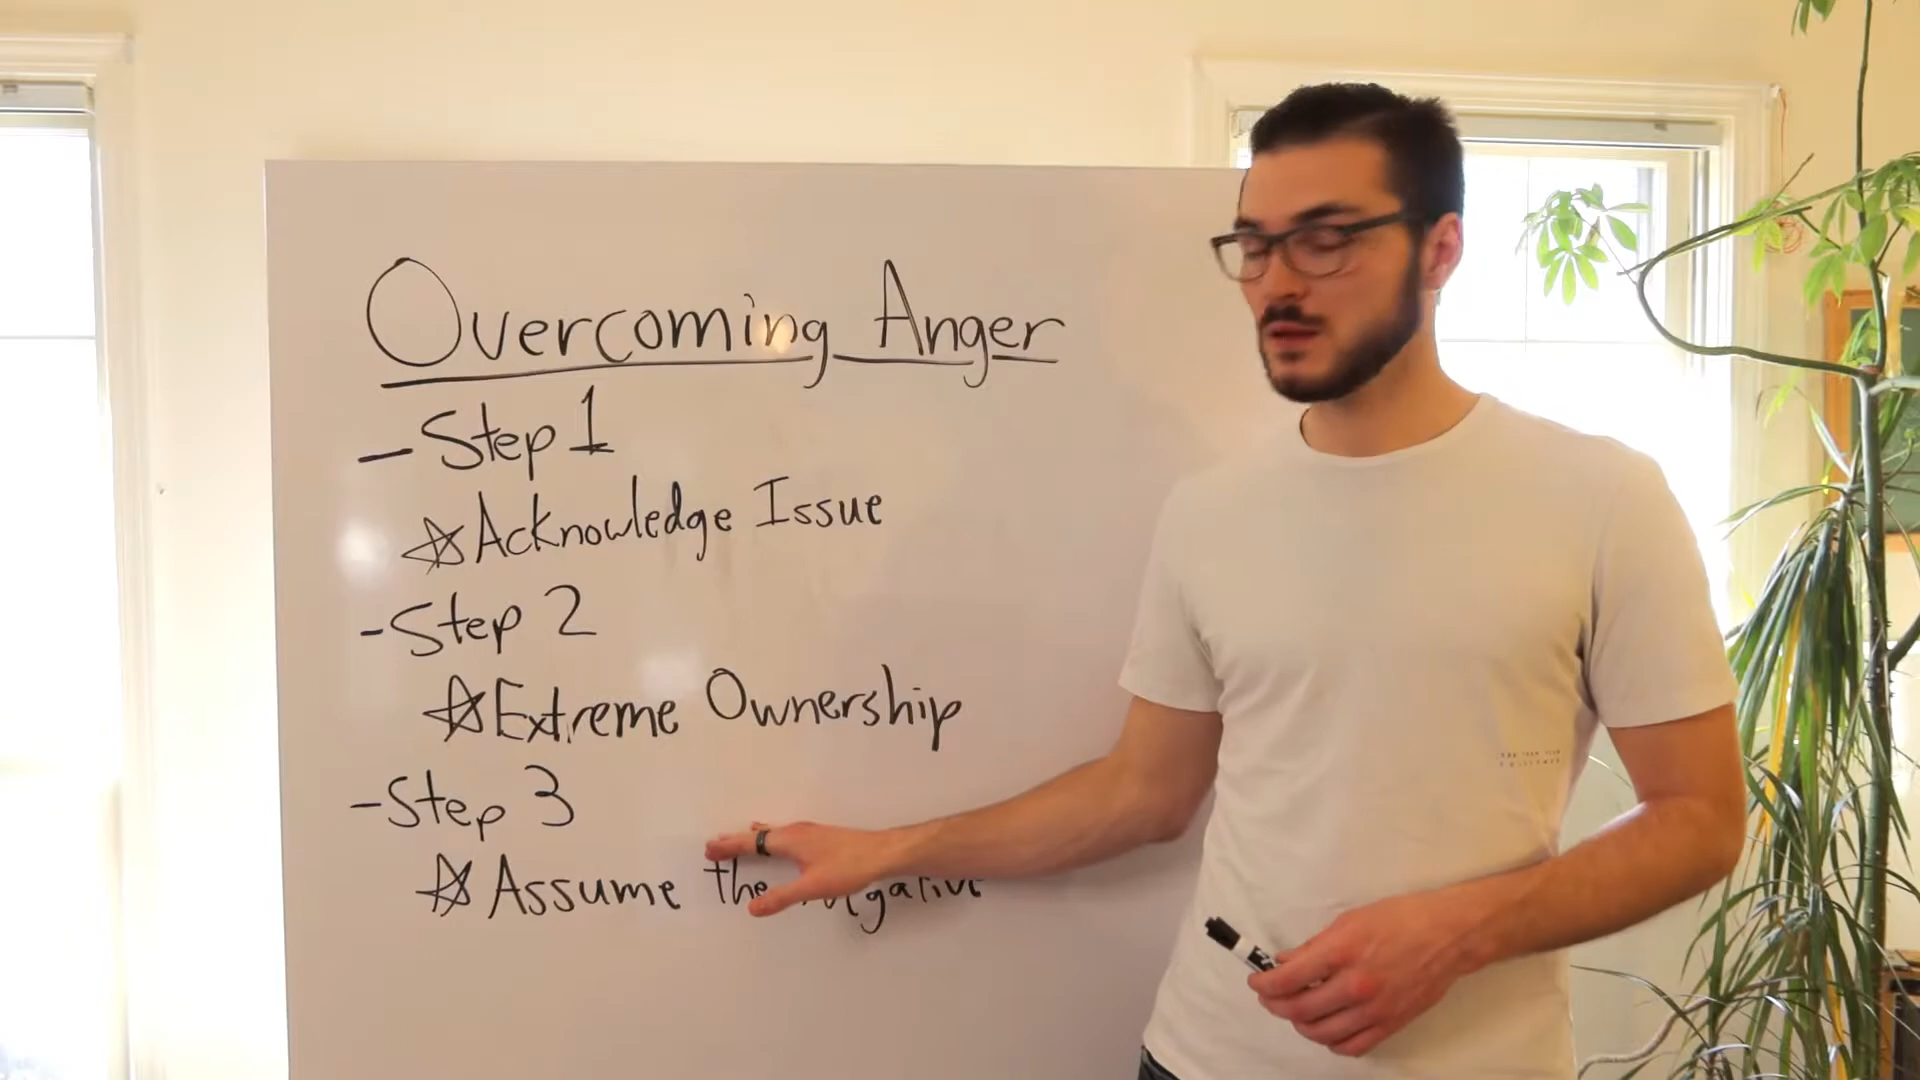 Overcoming Anger
- Step 1
☆ Acknowledge Issue
- Step 2
☆ Extreme Ownership
- Step 3
☆ Assume the